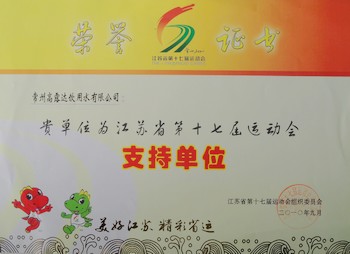 荣誉 证书
江苏省第十七届运动会
常州高露达饮用水有限公司：
贵单位为江苏省第十七届运动会
支持单位
美好江苏 精彩省运
江苏省第十七届运动会组织委员会
二〇一〇年九月